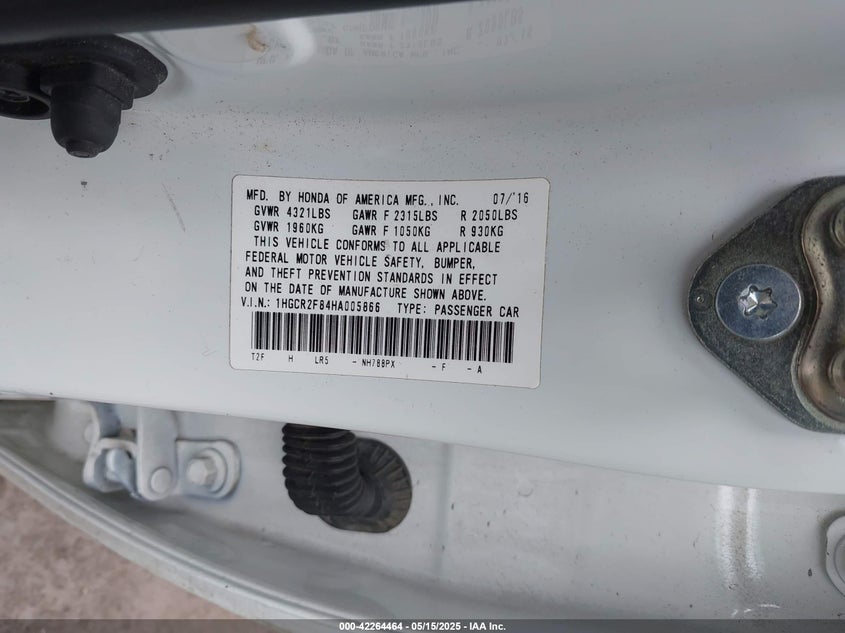 MFD. BY HONDA OF AMERICA MFG., INC. 07/'16
GVWR 4321LBS GAWR F 2315LBS R 2050LBS
GVWR 1960KG GAWR F 1050KG R 930KG
THIS VEHICLE CONFORMS TO ALL APPLICABLE
FEDERAL MOTOR VEHICLE SAFETY, BUMPER,
AND THEFT PREVENTION STANDARDS IN EFFECT
ON THE DATE OF MANUFACTURE SHOWN ABOVE.
V.I.N.: 1HGCR2F84HA005866 TYPE: PASSENGER CAR
T2F H LR5 - NH788PX - F - A
000-42264464 - 05/15/2025 - IAA Inc.